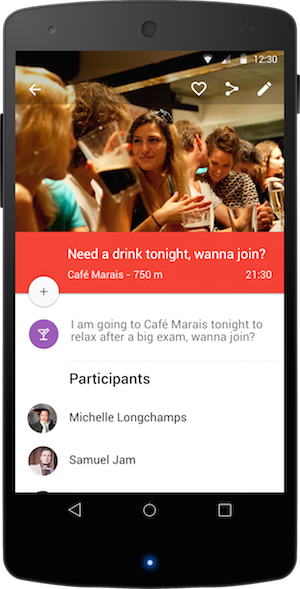 12:30
Need a drink tonight, wanna join?
Café Marais - 750 m
21:30
I am going to Café Marais tonight to
relax after a big exam, wanna join?
Participants
Michelle Longchamps
Samuel Jam